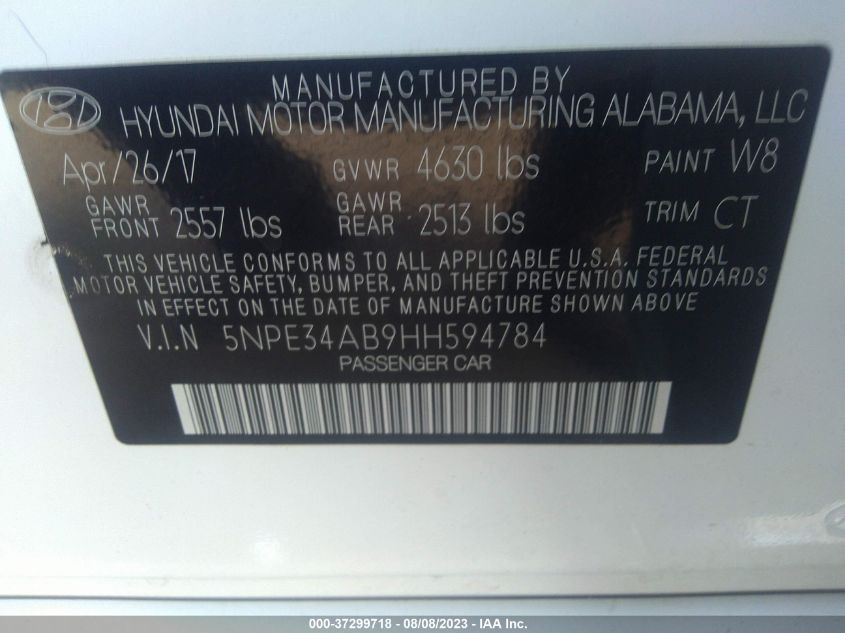 MANUFACTURED BY
HYUNDAI MOTOR MANUFACTURING ALABAMA, LLC
Apr/26/17 GVWR 4630 lbs PAINT W8
GAWR FRONT 2557 lbs GAWR REAR 2513 lbs TRIM CT
THIS VEHICLE CONFORMS TO ALL APPLICABLE U.S.A. FEDERAL
MOTOR VEHICLE SAFETY, BUMPER, AND THEFT PREVENTION STANDARDS
IN EFFECT ON THE DATE OF MANUFACTURE SHOWN ABOVE
V.I.N 5NPE34AB9HH594784
PASSENGER CAR
000-37299718 - 08/08/2023 - IAA Inc.